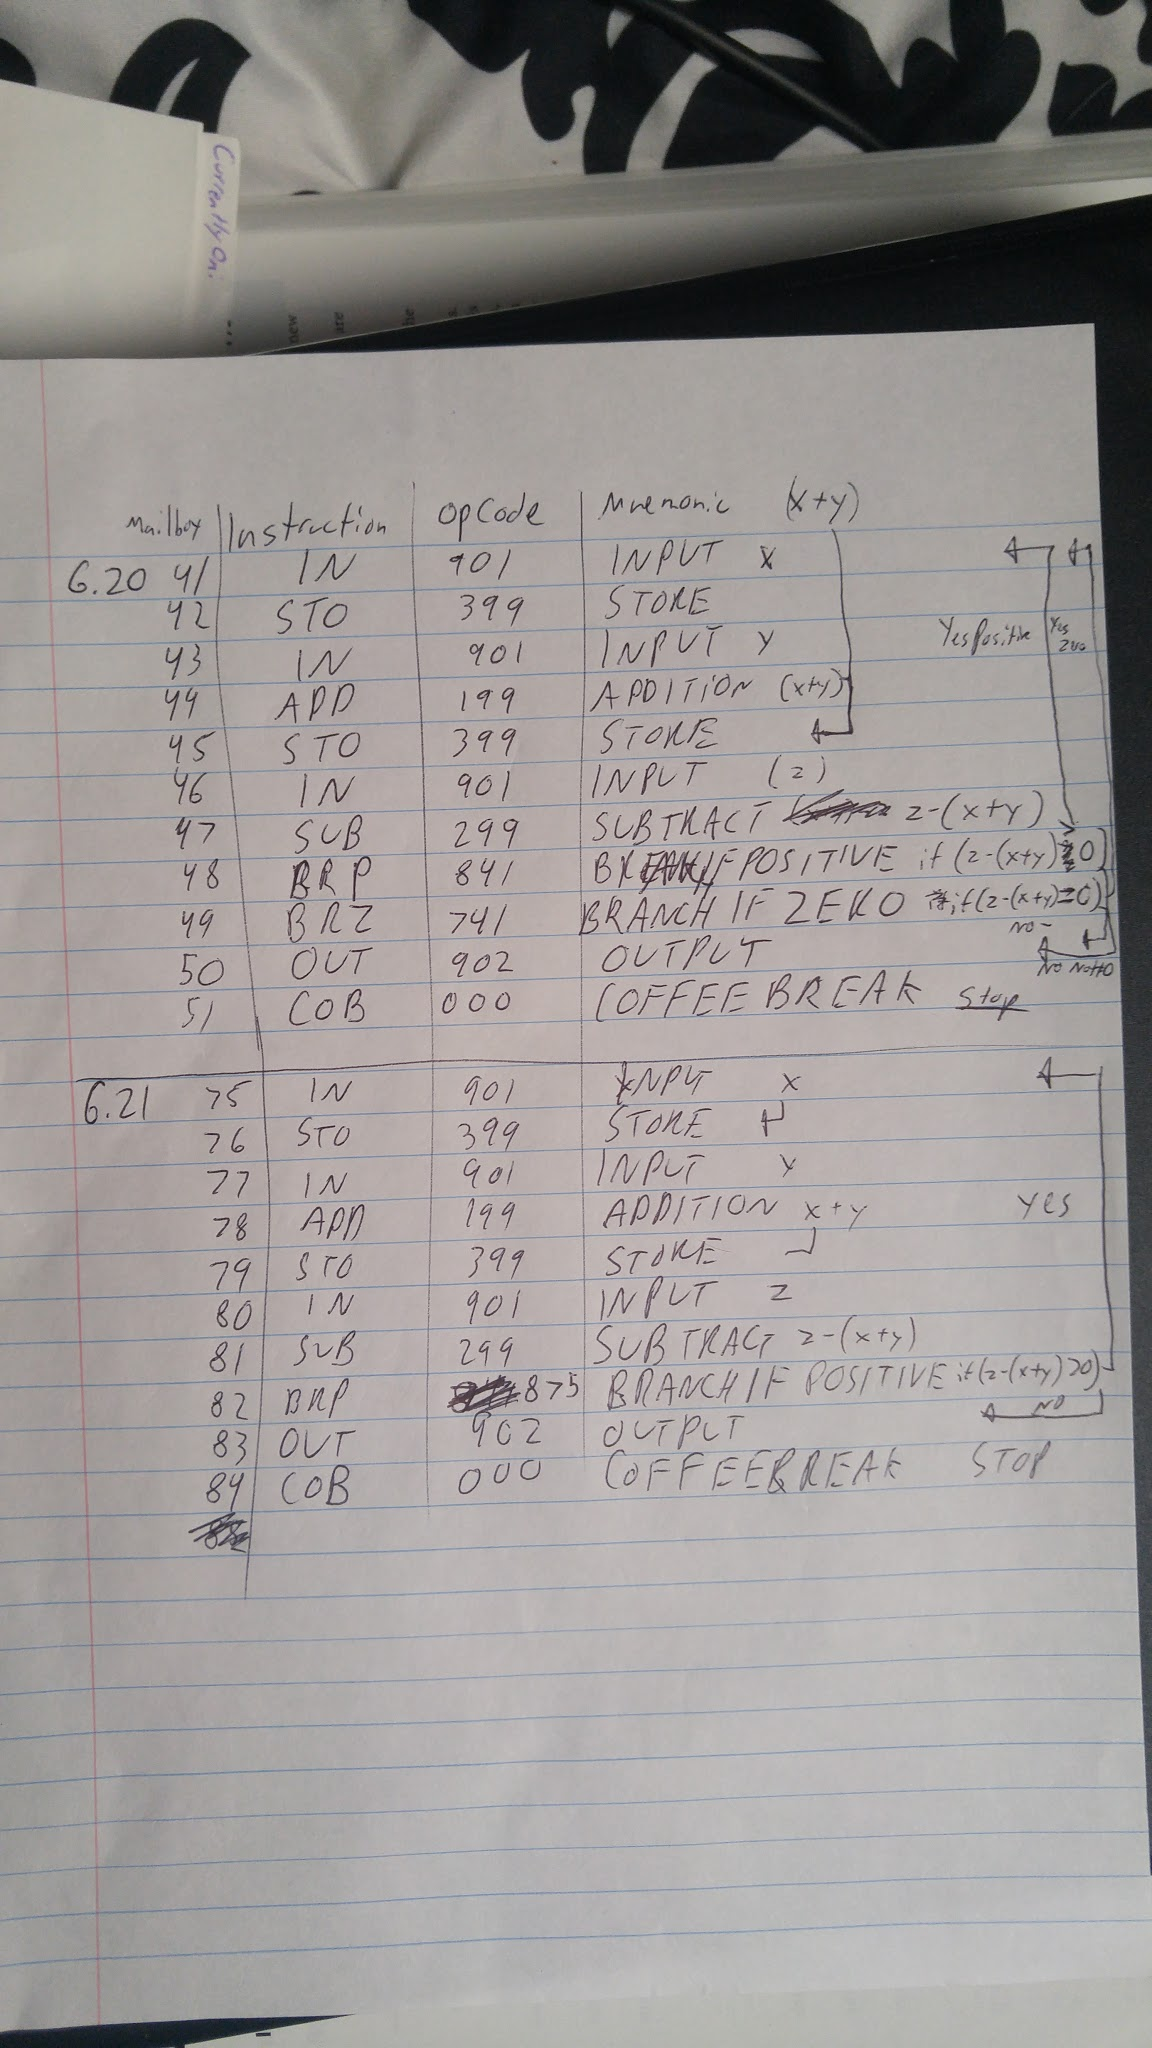 Currently On:
new
are
he
Mailbox Instruction OpCode Mnemonic (x+y)
6.20 41 IN 901 INPUT x
42 STO 399 STORE
43 IN 901 INPUT y Yes Positive Yes Zero
44 ADD 199 ADDITION (x+y)
45 STO 399 STORE
46 IN 901 INPUT (z)
47 SUB 299 SUBTRACT z-(x+y)
48 BRP 841 BRANCH IF POSITIVE if (z-(x+y) 0)
49 BRZ 741 BRANCH IF ZERO if(z-(x+y)=0)
NO -
50 OUT 902 OUTPUT NO Not 0
51 COB 000 COFFEE BREAK Stop
6.21 75 IN 901 INPUT x
76 STO 399 STORE
77 IN 901 INPUT y
78 ADD 199 ADDITION x+y yes
79 STO 399 STORE
80 IN 901 INPUT z
81 SUB 299 SUBTRACT z-(x+y)
82 BRP 875 BRANCH IF POSITIVE if(z-(x+y)>0)
NO
83 OUT 902 OUTPUT
84 COB 000 COFFEEBREAK STOP